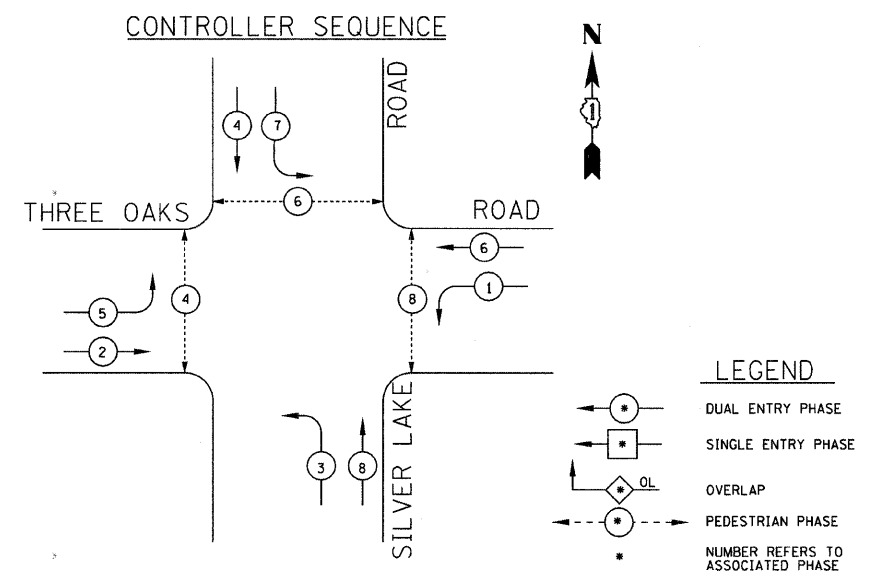 CONTROLLER SEQUENCE
N
1
ROAD
4 7
6
THREE OAKS
ROAD
6
5
4
8
1
2
LEGEND
3
8
SILVER LAKE
* DUAL ENTRY PHASE
* SINGLE ENTRY PHASE
* OL OVERLAP
* PEDESTRIAN PHASE
* NUMBER REFERS TO
ASSOCIATED PHASE